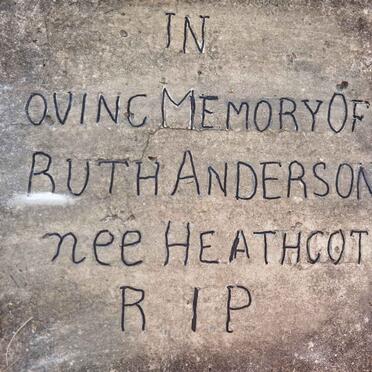 IN
OVING MEMORY OF
RUTH ANDERSON
nee HEATHCOT
R I P